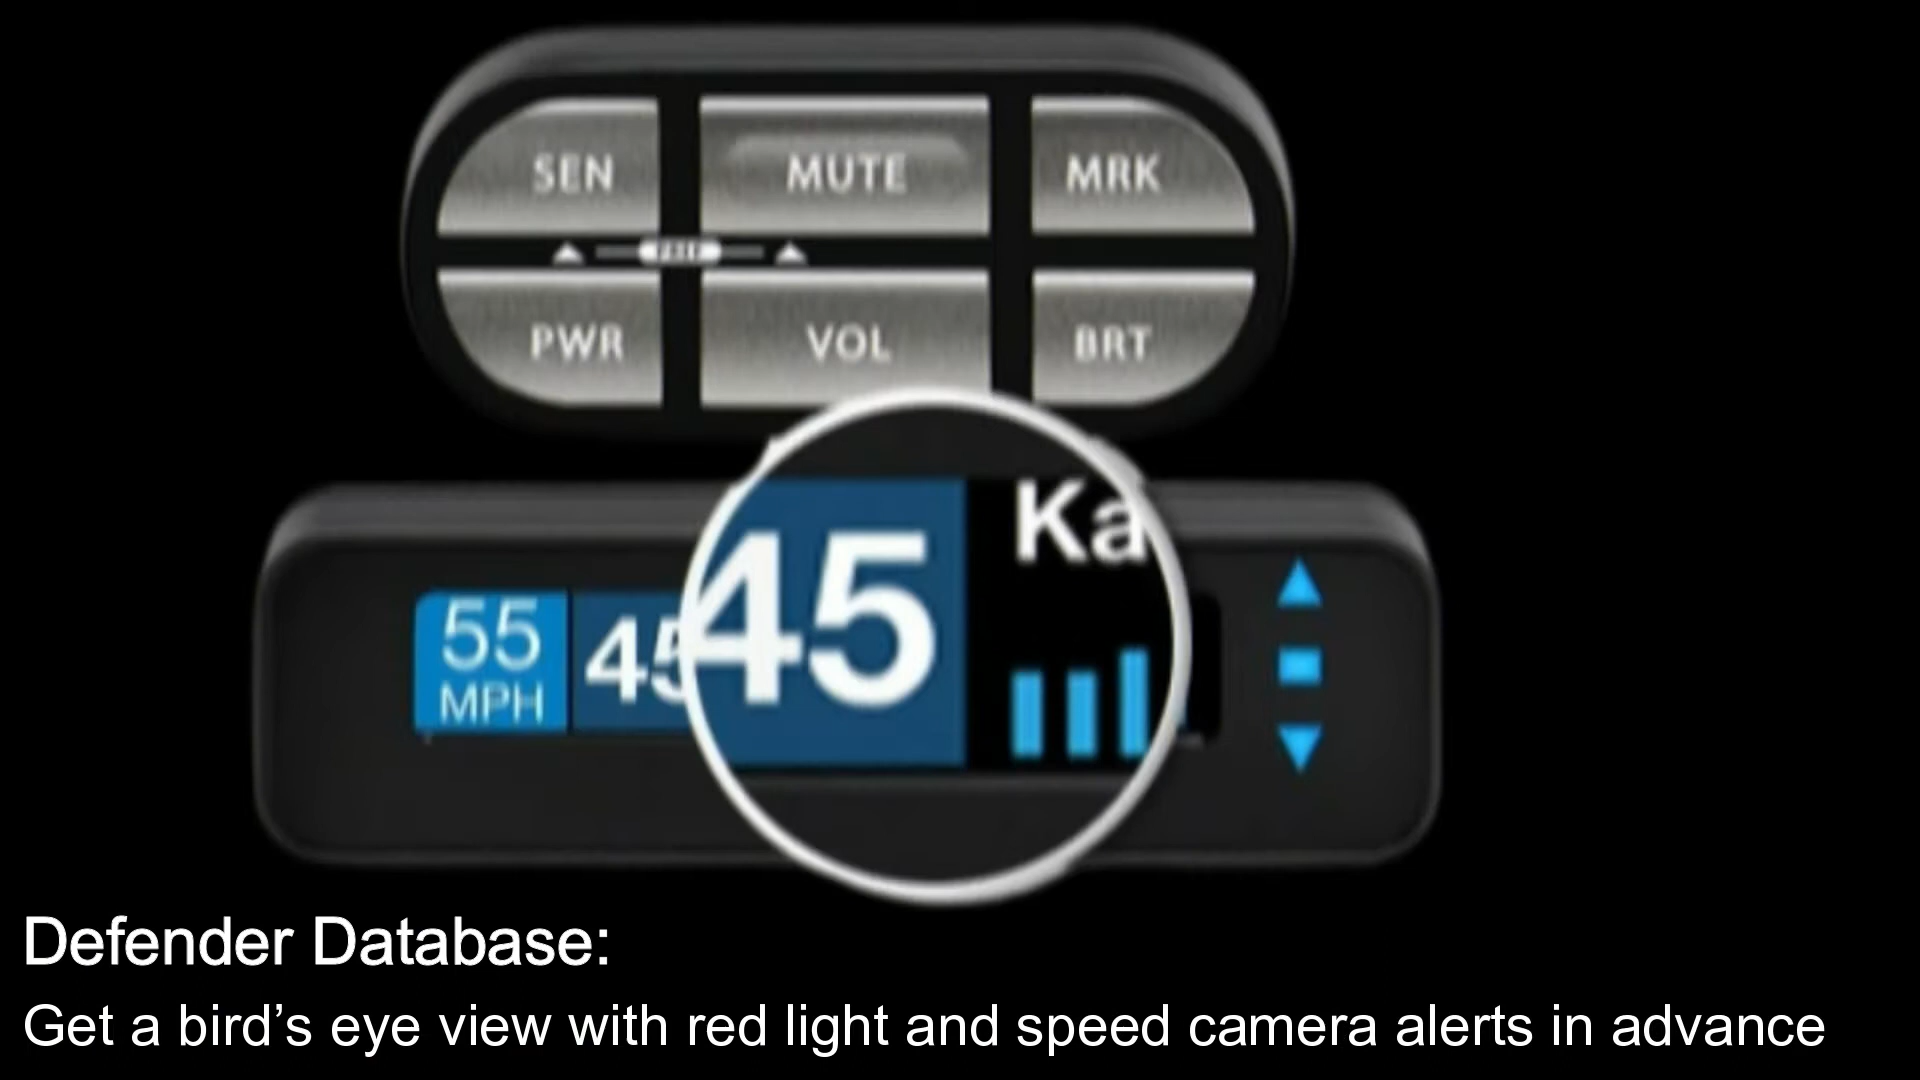 SEN MUTE MRK
PWR VOL BRT
55 45 45 Ka
MPH
Defender Database:
Get a bird’s eye view with red light and speed camera alerts in advance